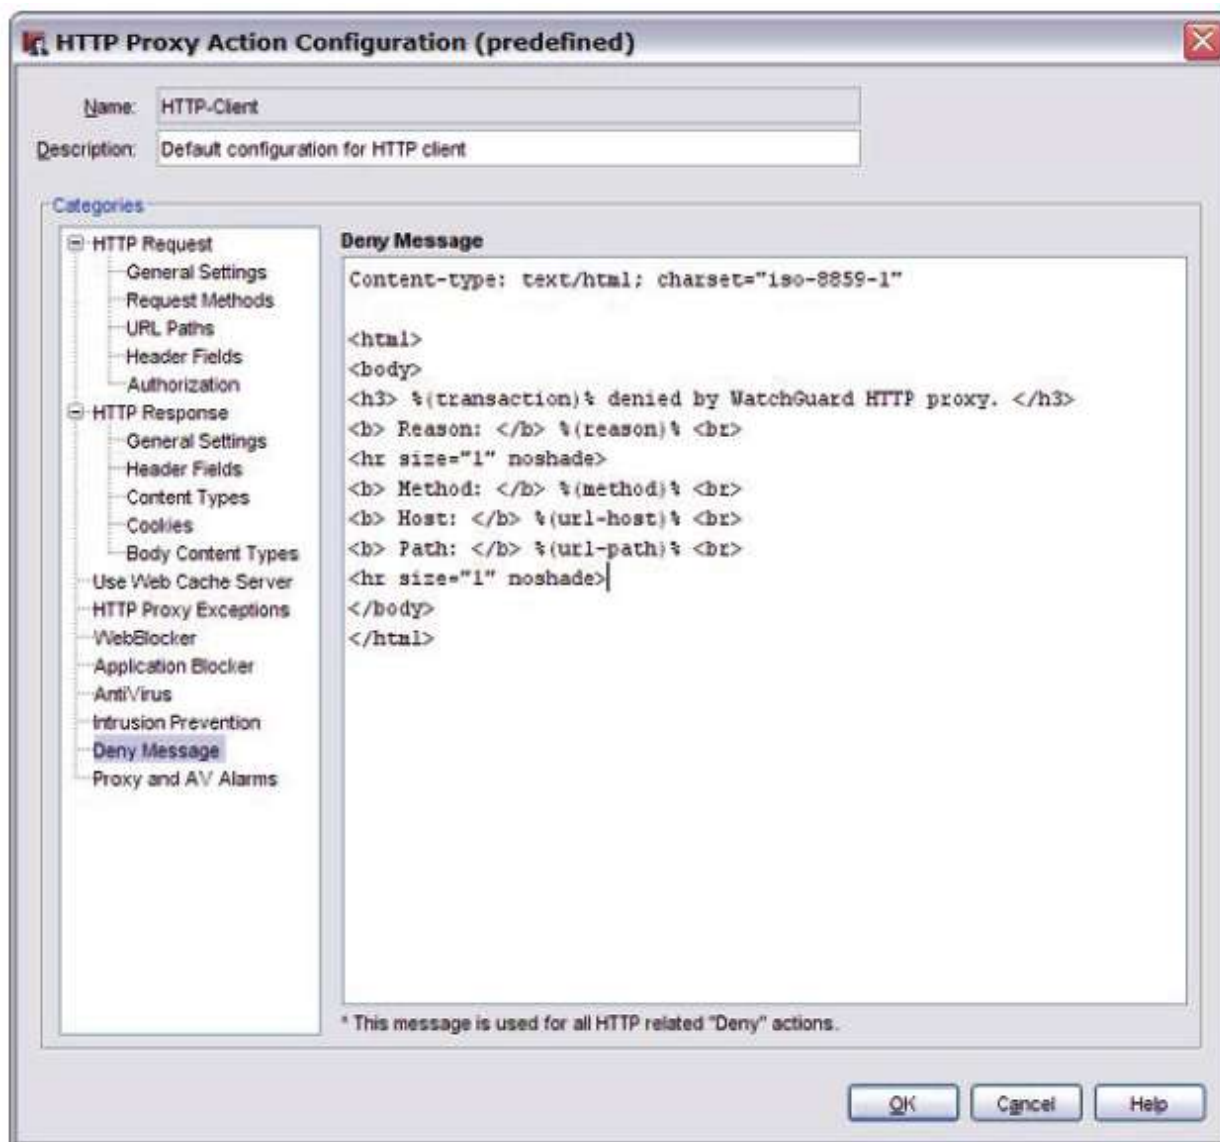 HTTP Proxy Action Configuration (predefined)
Name: HTTP-Client
Description: Default configuration for HTTP client
Categories
HTTP Request
General Settings
Request Methods
URL Paths
Header Fields
Authorization
HTTP Response
General Settings
Header Fields
Content Types
Cookies
Body Content Types
Use Web Cache Server
HTTP Proxy Exceptions
WebBlocker
Application Blocker
AntiVirus
Intrusion Prevention
Deny Message
Proxy and AV Alarms
Deny Message
Content-type: text/html; charset="iso-8859-1"
<html>
<body>
<h3> %(transaction)% denied by WatchGuard HTTP proxy. </h3>
<b> Reason: </b> %(reason)% <br>
<hr size="1" noshade>
<b> Method: </b> %(method)% <br>
<b> Host: </b> %(url-host)% <br>
<b> Path: </b> %(url-path)% <br>
<hr size="1" noshade>
</body>
</html>
* This message is used for all HTTP related "Deny" actions.
OK Cancel Help